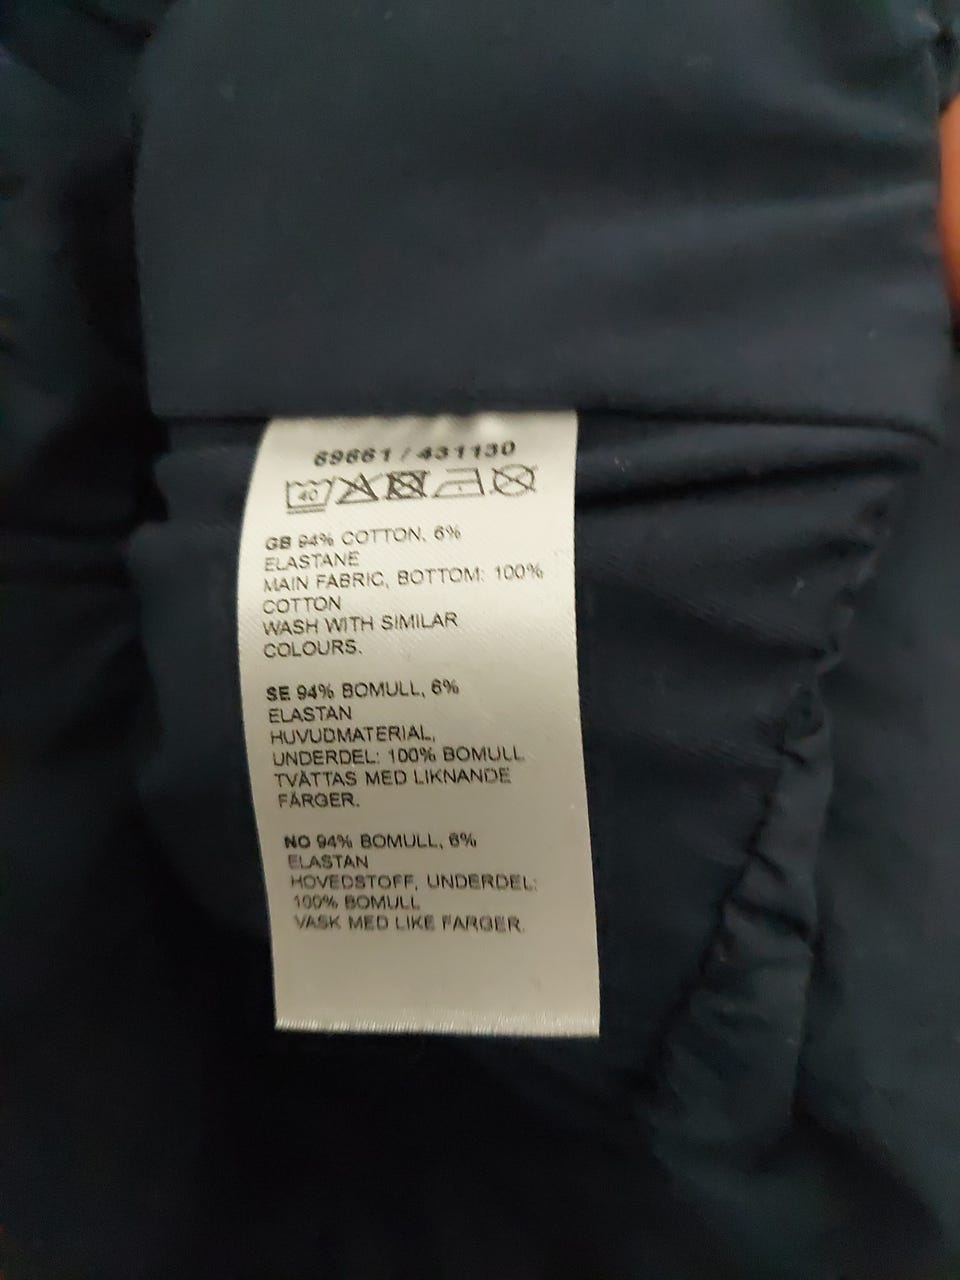 69661 / 431130
40
GB 94% COTTON, 6%
ELASTANE
MAIN FABRIC, BOTTOM: 100%
COTTON
WASH WITH SIMILAR
COLOURS.
SE 94% BOMULL, 6%
ELASTAN
HUVUDMATERIAL,
UNDERDEL: 100% BOMULL
TVÄTTAS MED LIKNANDE
FÄRGER.
NO 94% BOMULL, 6%
ELASTAN
HOVEDSTOFF, UNDERDEL:
100% BOMULL
VASK MED LIKE FARGER.